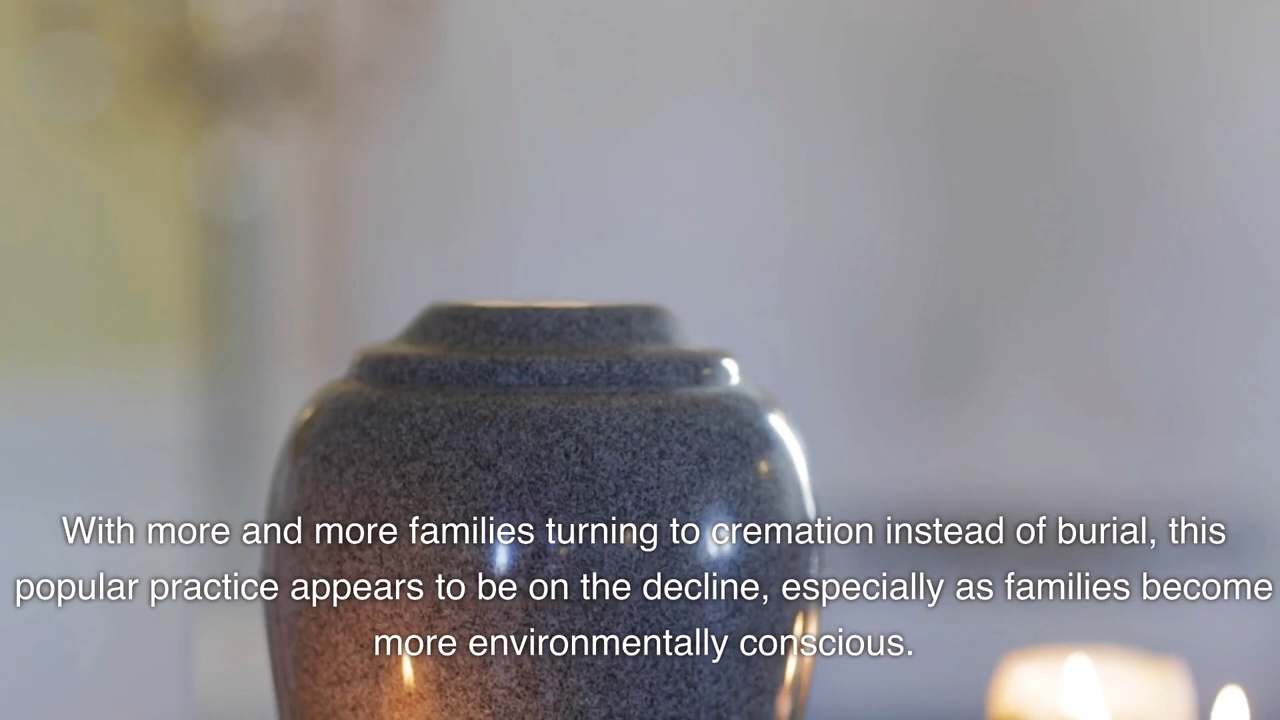 With more and more families turning to cremation instead of burial, this
popular practice appears to be on the decline, especially as families become
more environmentally conscious.